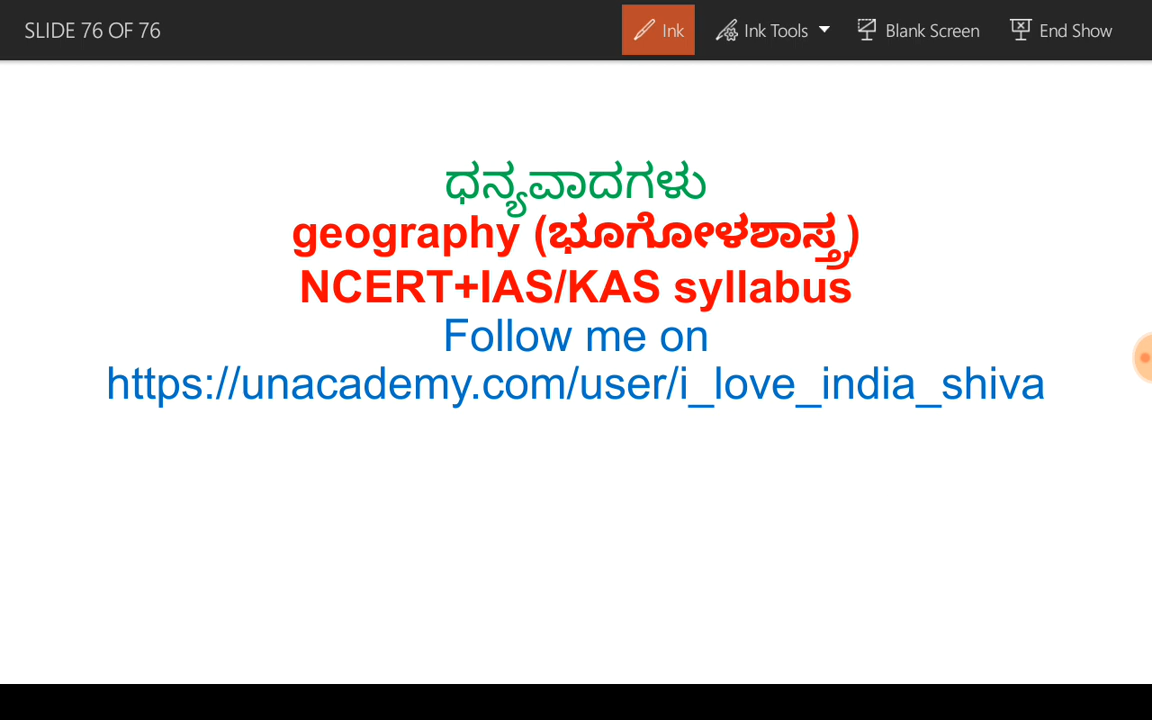 SLIDE 76 OF 76
Ink
Ink Tools
Blank Screen
End Show
ಧನ್ಯವಾದಗಳು
geography (ಭೂಗೋಳಶಾಸ್ತ್ರ)
NCERT+IAS/KAS syllabus
Follow me on
https://unacademy.com/user/i_love_india_shiva